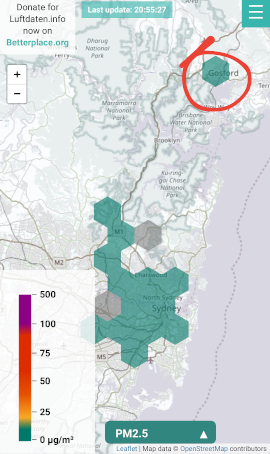 Donate for
Luftdaten.info
now on
Betterplace.org
Last update: 20:55:27
+
−
Dharug
National
Park
Gosford
Marramarra
National
Park
Brisbane
Water National
Park
Brooklyn
Ku-ring-
gai Chase
National
Park
M1
M2
Chatswood
North Sydney
Sydney
M5
500
100
75
50
25
0 µg/m³
PM2.5 ▲
Leaflet | Map data © OpenStreetMap contributors